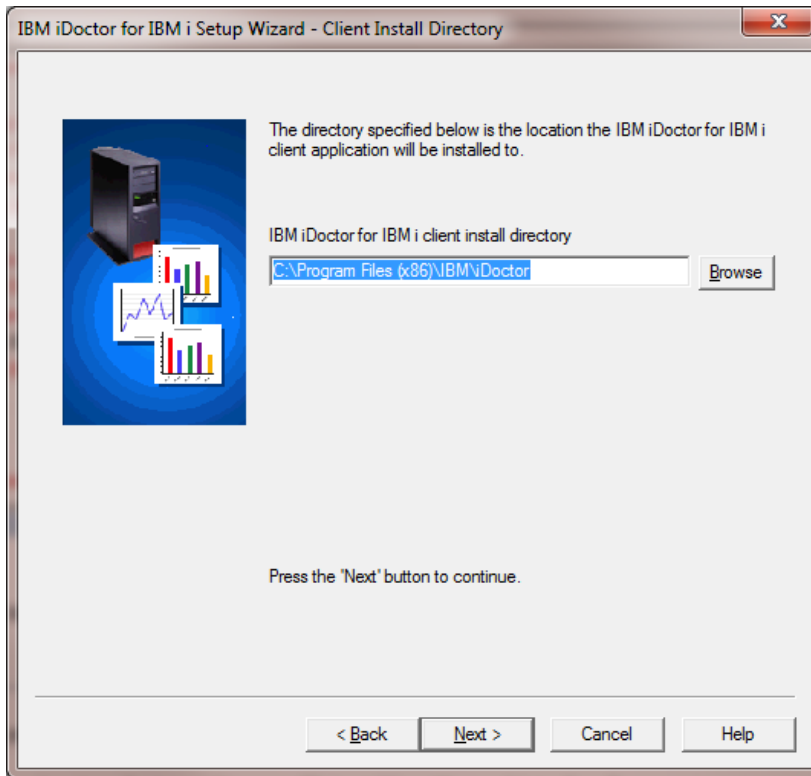 IBM iDoctor for IBM i Setup Wizard - Client Install Directory
The directory specified below is the location the IBM iDoctor for IBM i
client application will be installed to.
IBM iDoctor for IBM i client install directory
C:\Program Files (x86)\IBM\iDoctor
Browse
Press the 'Next' button to continue.
< Back
Next >
Cancel
Help